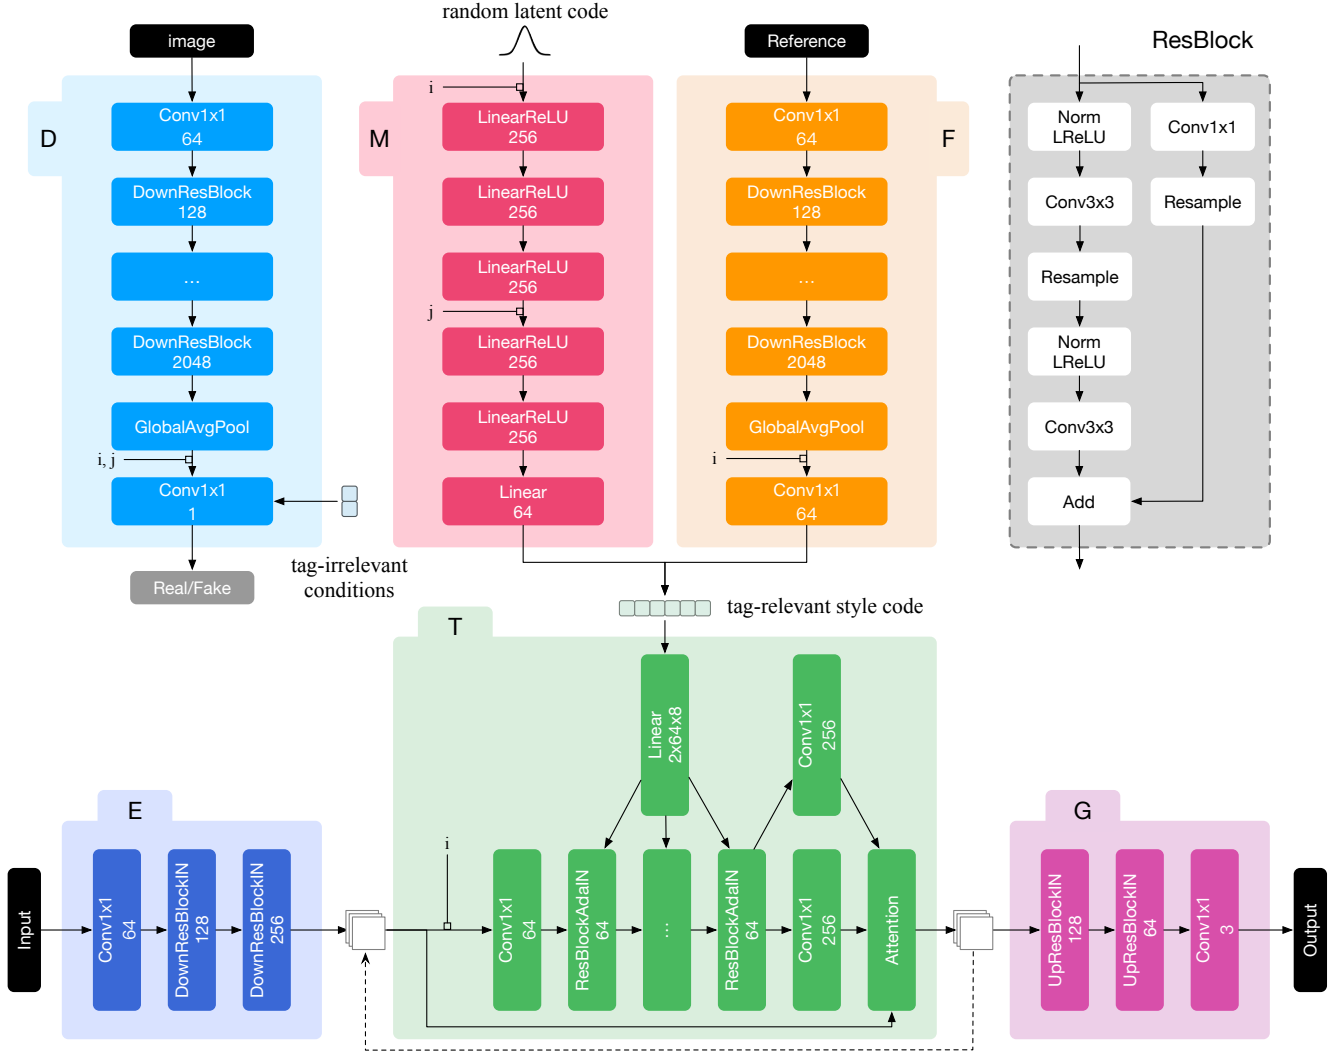 random latent code
image
Reference
ResBlock
D
Conv1x1
64
DownResBlock
128
...
DownResBlock
2048
GlobalAvgPool
i, j
Conv1x1
1
Real/Fake
tag-irrelevant
conditions
M
i
LinearReLU
256
LinearReLU
256
LinearReLU
256
j
LinearReLU
256
LinearReLU
256
Linear
64
F
Conv1x1
64
DownResBlock
128
...
DownResBlock
2048
GlobalAvgPool
i
Conv1x1
64
Norm
LReLU
Conv3x3
Resample
Norm
LReLU
Conv3x3
Add
Conv1x1
Resample
tag-relevant style code
T
Linear
2x64x8
Conv1x1
256
i
Conv1x1
64
ResBlockAdaIN
64
...
ResBlockAdaIN
64
Conv1x1
256
Attention
E
Input
Conv1x1
64
DownResBlockIN
128
DownResBlockIN
256
G
UpResBlockIN
128
UpResBlockIN
64
Conv1x1
3
Output